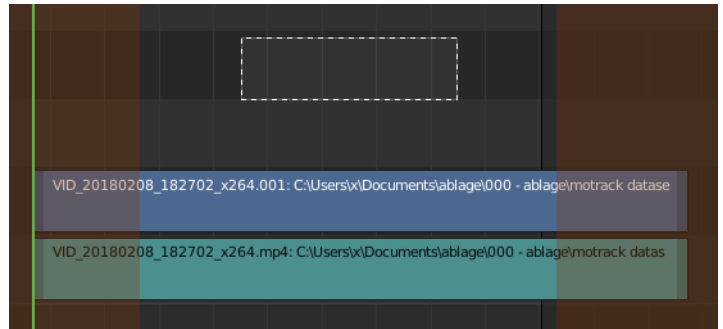 VID_20180208_182702_x264.001: C:\Users\x\Documents\ablage\000 - ablage\motrack datase
VID_20180208_182702_x264.mp4: C:\Users\x\Documents\ablage\000 - ablage\motrack datas